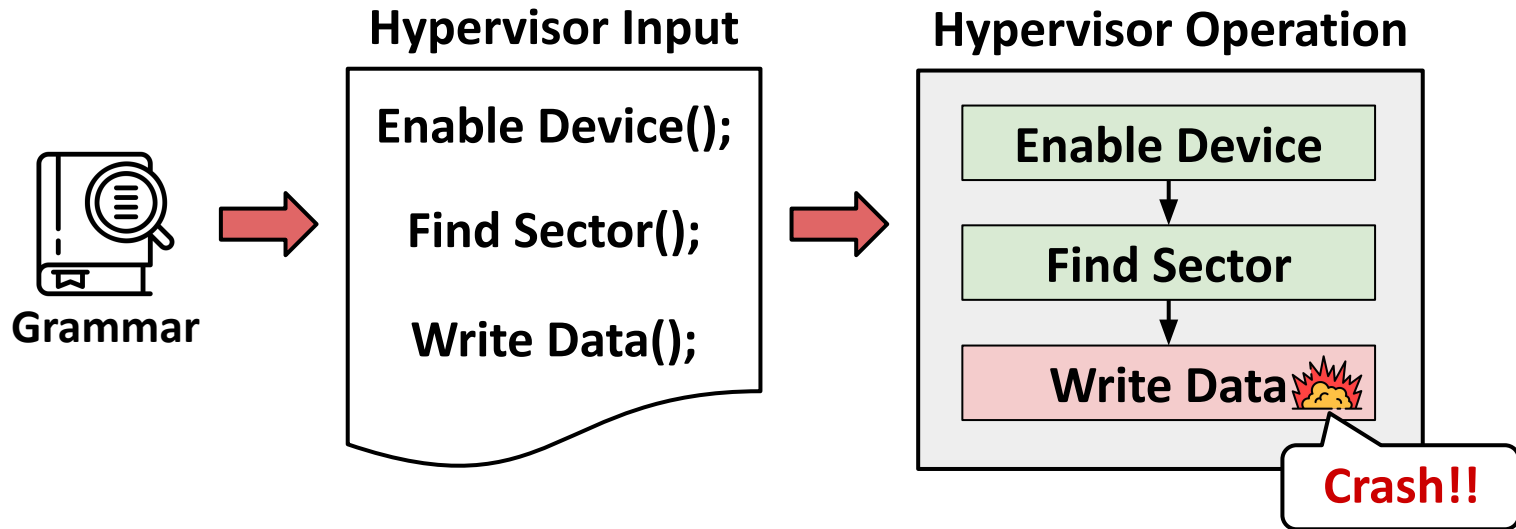 Hypervisor Input
Hypervisor Operation
Grammar
Enable Device();
Find Sector();
Write Data();
Enable Device
Find Sector
Write Data
Crash!!